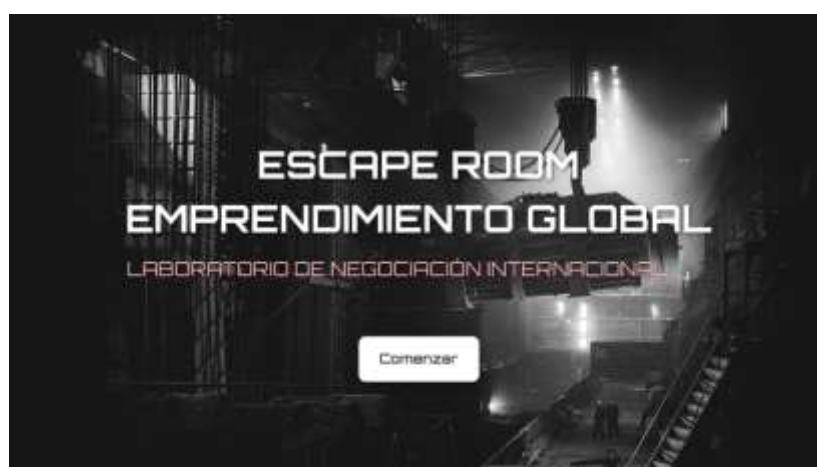 ESCAPE ROOM
EMPRENDIMIENTO GLOBAL
LABORATORIO DE NEGOCIACIÓN INTERNACIONAL
Comenzar